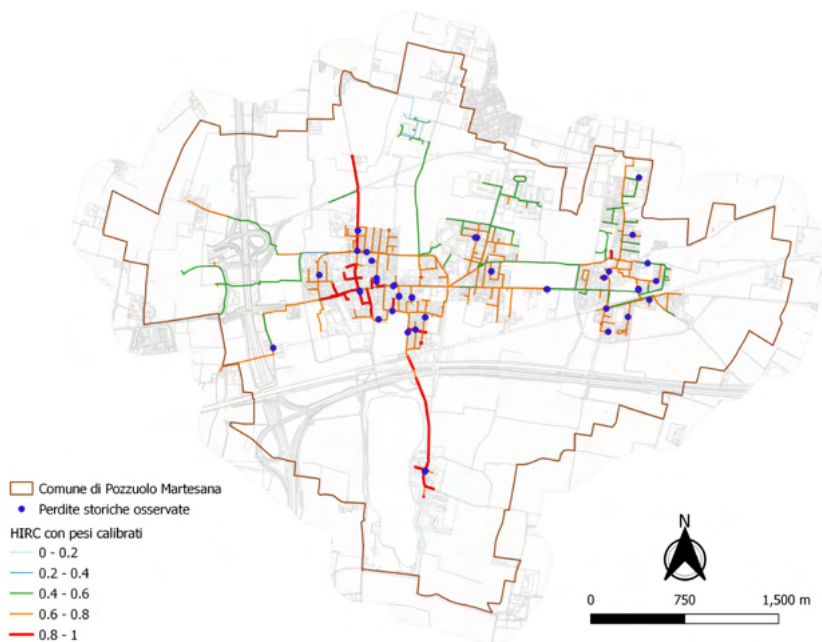 Comune di Pozzuolo Martesana
Perdite storiche osservate
HIRC con pesi calibrati
0 - 0.2
0.2 - 0.4
0.4 - 0.6
0.6 - 0.8
0.8 - 1
N
0 750 1,500 m